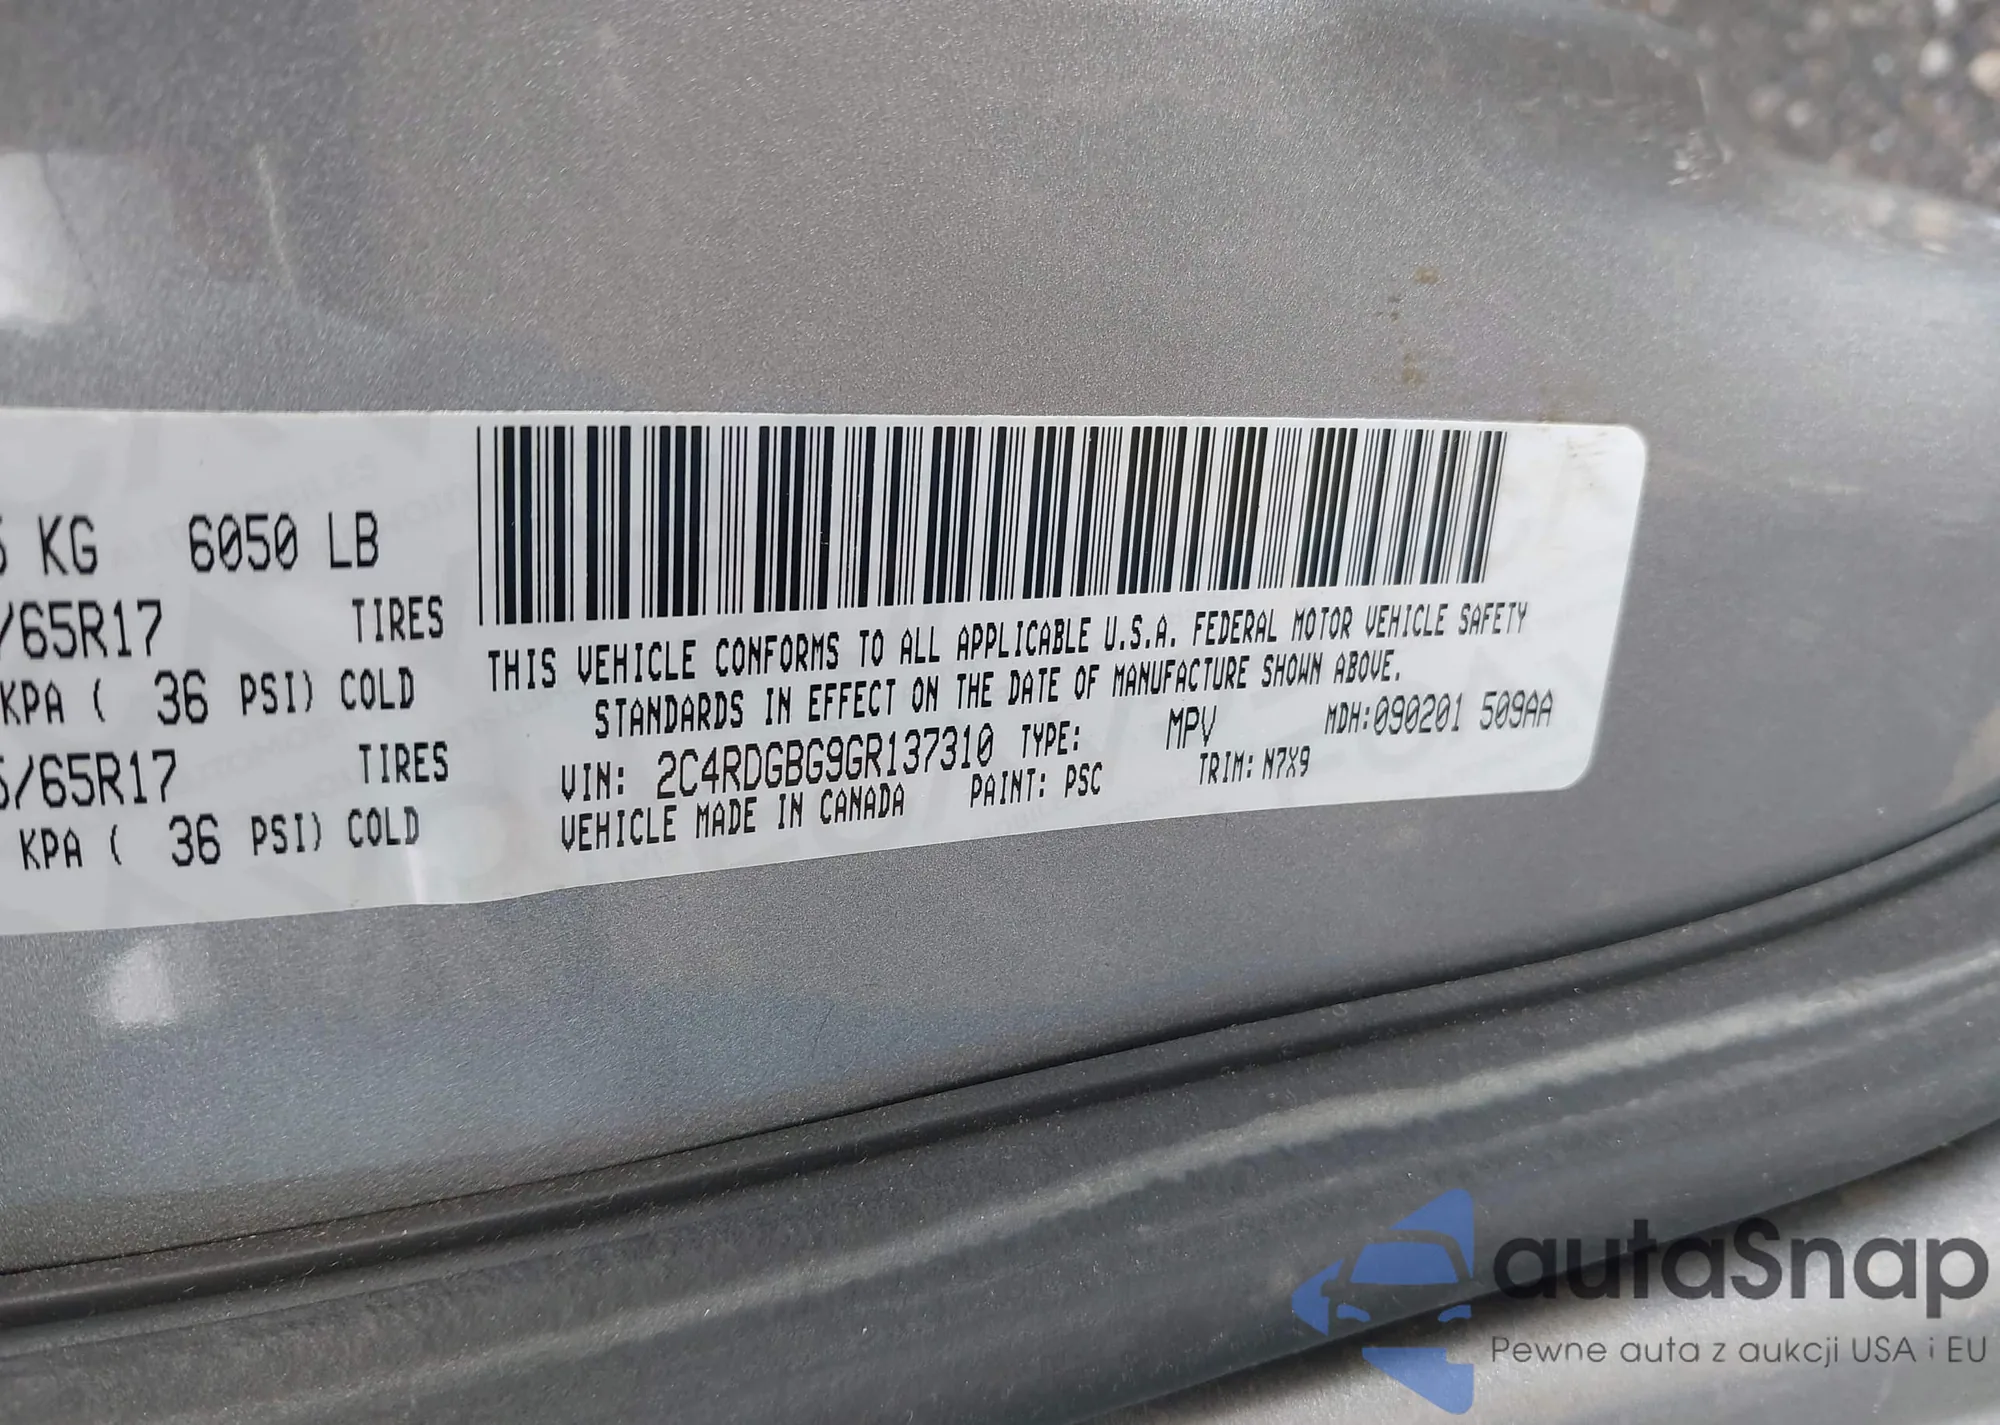 5 KG 6050 LB
/65R17 TIRES
KPA ( 36 PSI) COLD
5/65R17 TIRES
KPA ( 36 PSI) COLD
THIS VEHICLE CONFORMS TO ALL APPLICABLE U.S.A. FEDERAL MOTOR VEHICLE SAFETY
STANDARDS IN EFFECT ON THE DATE OF MANUFACTURE SHOWN ABOVE.
VIN: 2C4RDGBG9GR137310 TYPE: MPV MDH:090201 509AA
VEHICLE MADE IN CANADA PAINT: PSC TRIM: N7X9
autaSnap
Pewne auta z aukcji USA i EU